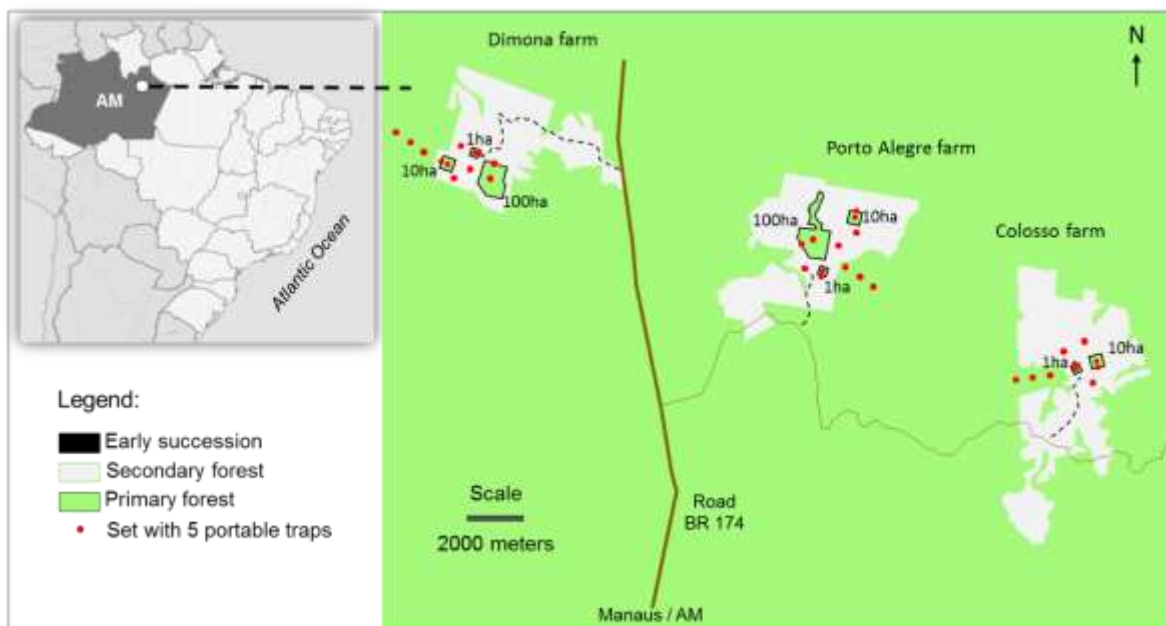 AM
Atlantic Ocean
Legend:
Early succession
Secondary forest
Primary forest
Set with 5 portable traps
Dimona farm
N
1ha
10ha
100ha
Porto Alegre farm
100ha
10ha
1ha
Colosso farm
1ha
10ha
Scale
2000 meters
Road
BR 174
Manaus / AM